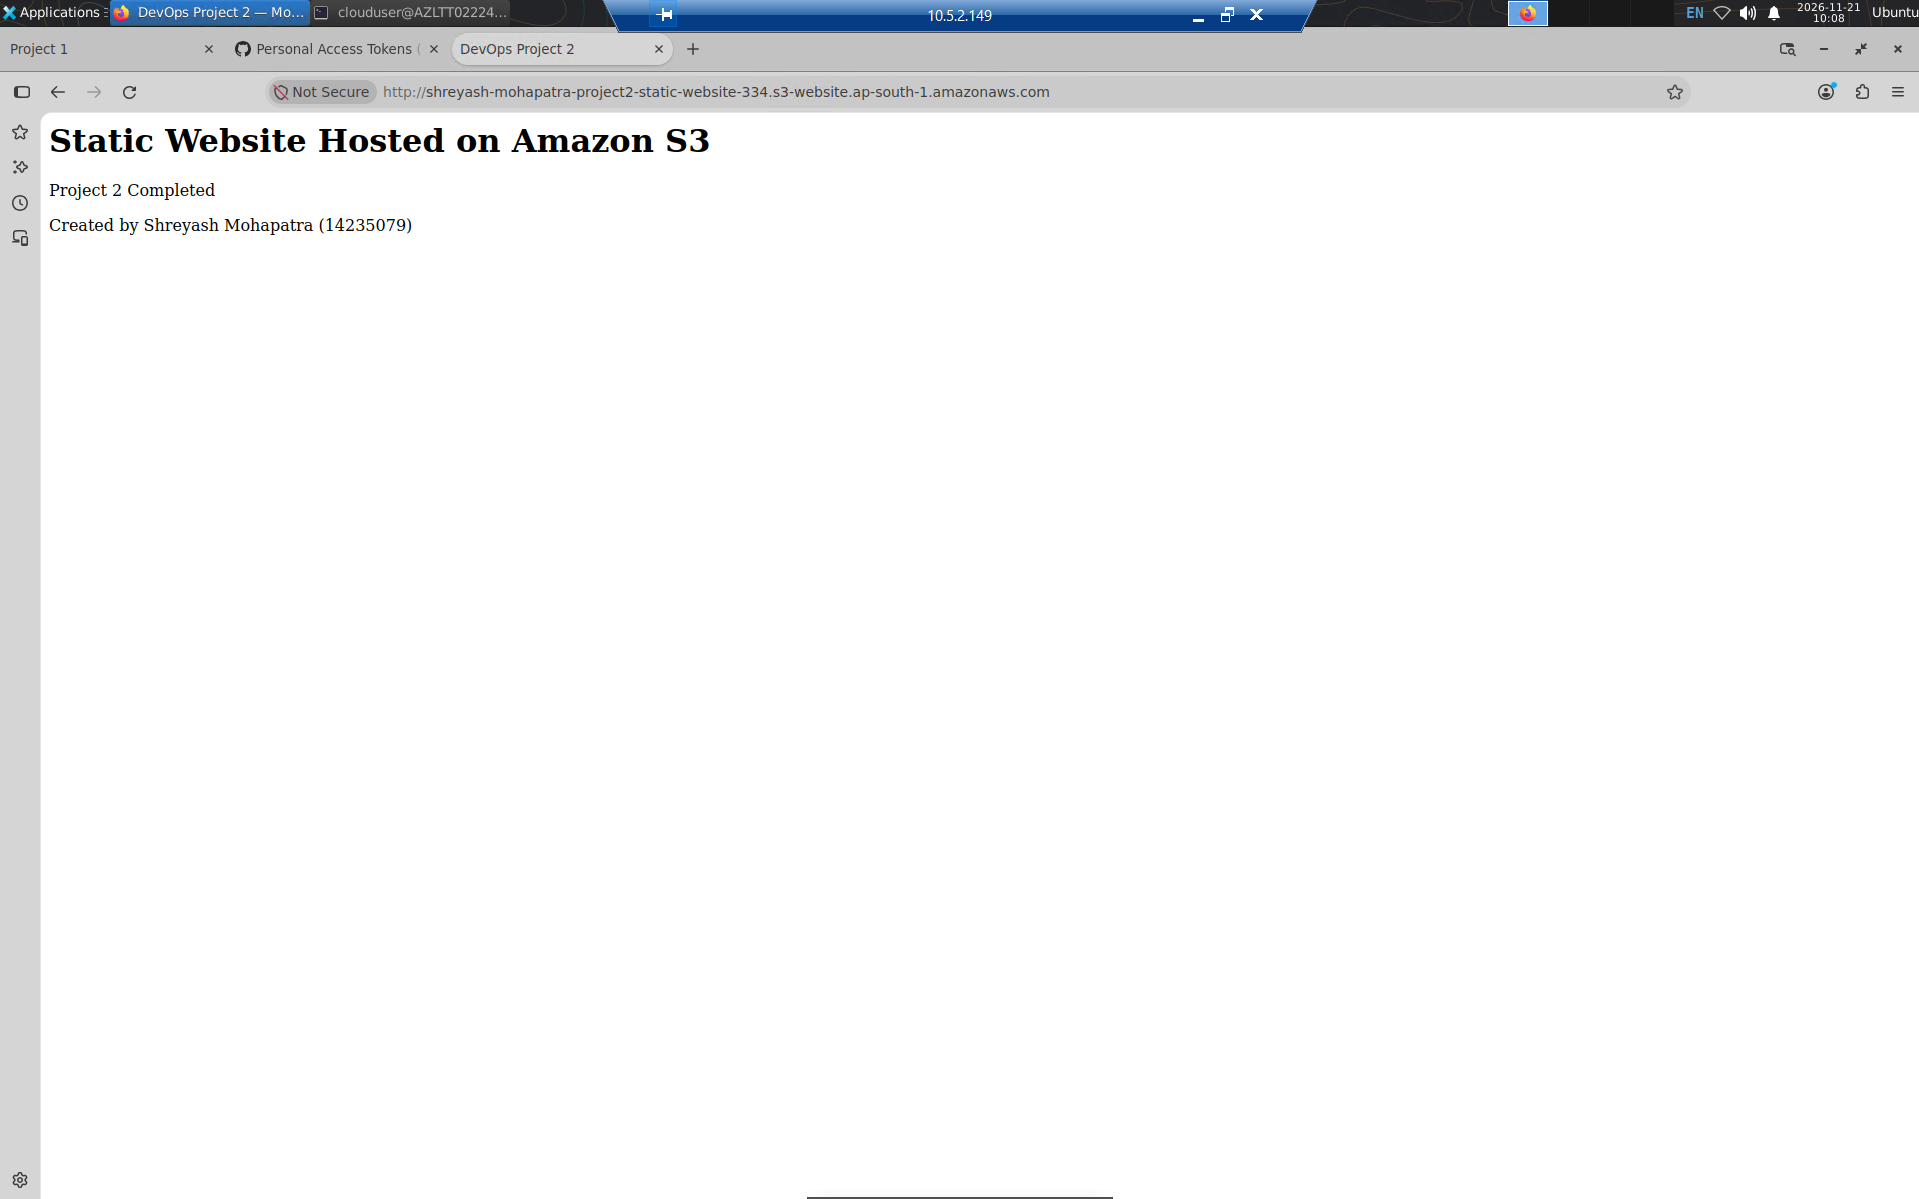 Applications
DevOps Project 2 — Mo...
clouduser@AZLTT02224...
10.5.2.149
EN
2026-11-21
10:08
Ubuntu
Project 1
Personal Access Tokens (
DevOps Project 2
Not Secure
http://shreyash-mohapatra-project2-static-website-334.s3-website.ap-south-1.amazonaws.com
Static Website Hosted on Amazon S3
Project 2 Completed
Created by Shreyash Mohapatra (14235079)